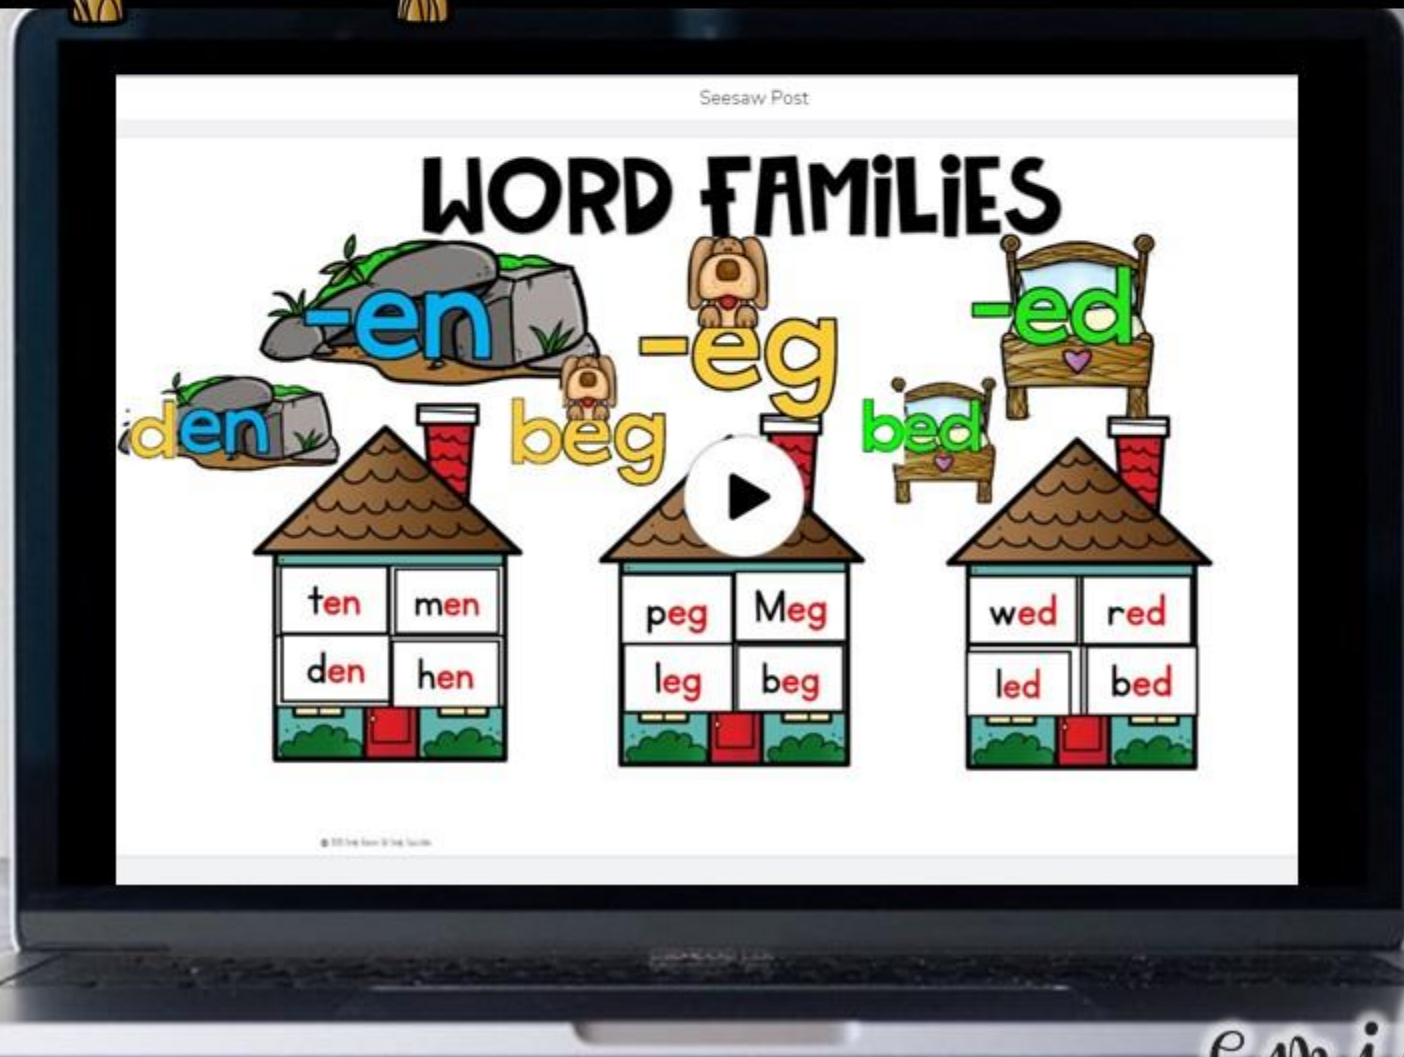 Seesaw Post
WORD FAMiLiES
-en
-eg
-ed
den
beg
bed
ten men
den hen
peg Meg
leg beg
wed red
led bed